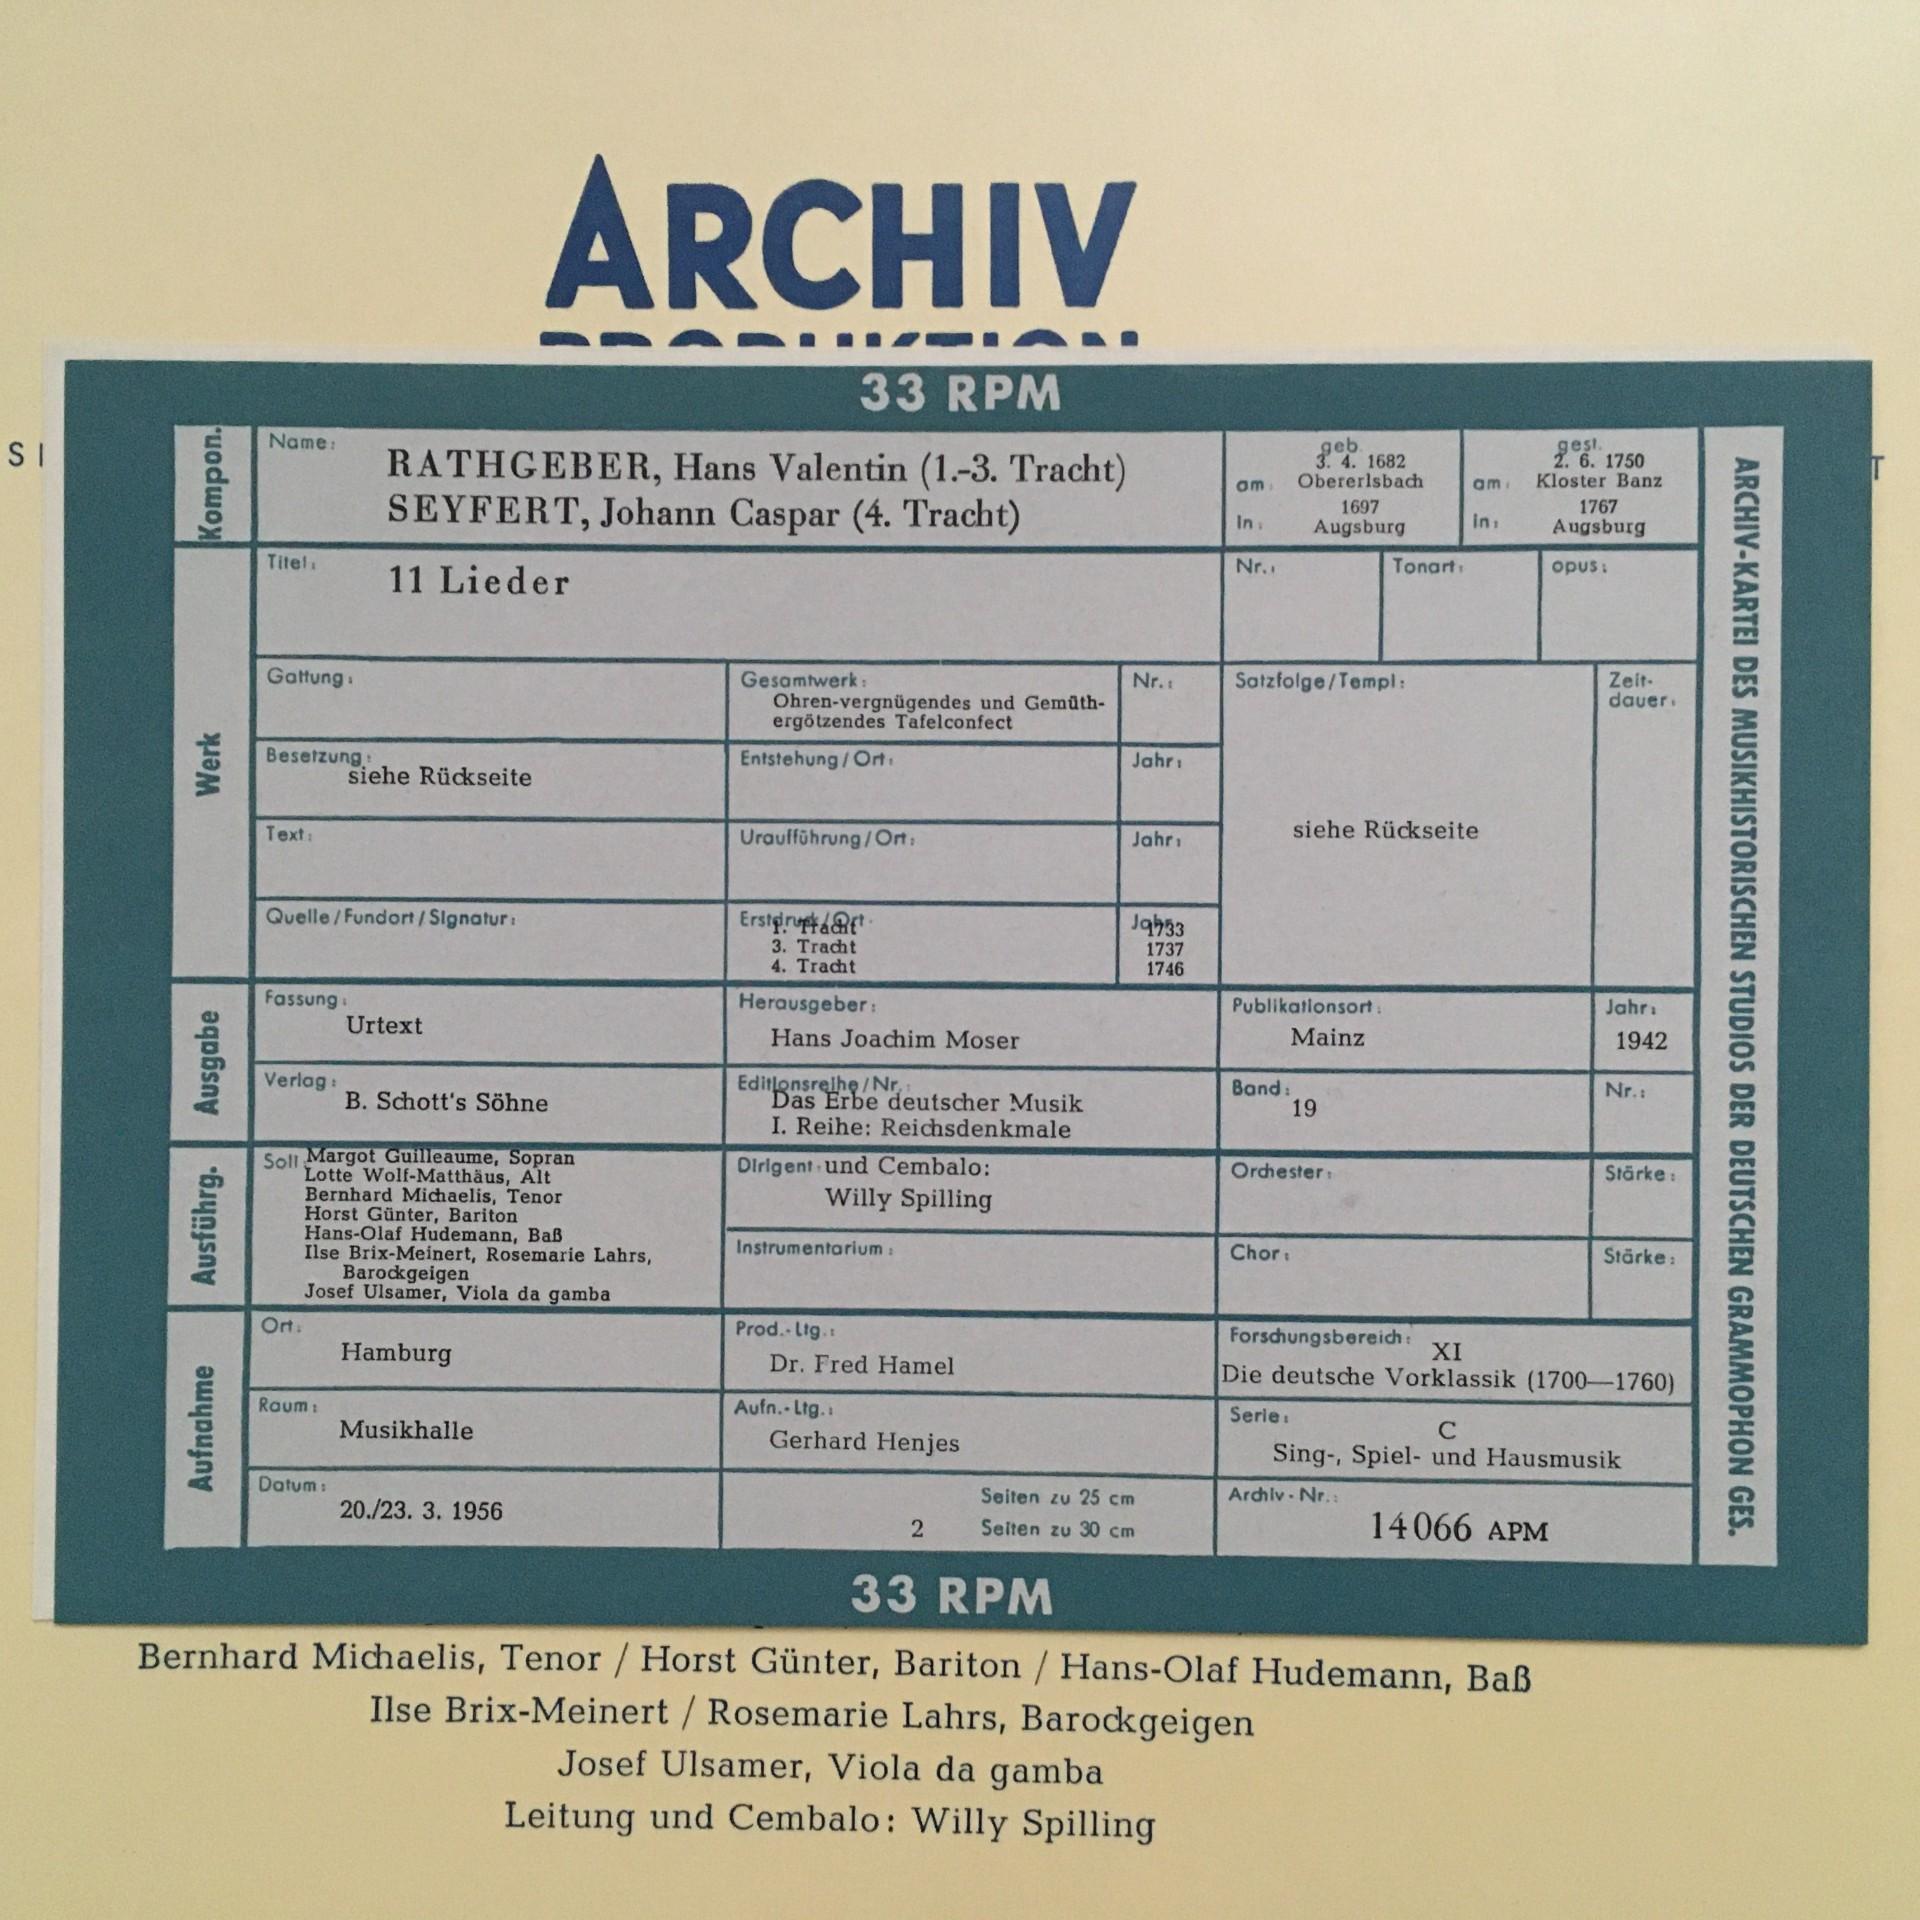 ARCHIV
PRODUKTION
S I
T
33 RPM
Kompon.
Name:
RATHGEBER, Hans Valentin (1.-3. Tracht)
SEYFERT, Johann Caspar (4. Tracht)
geb.
3. 4. 1682
am: Obererlsbach
1697
In: Augsburg
gest.
2. 6. 1750
am: Kloster Banz
1767
In: Augsburg
Werk
Titel:
11 Lieder
Nr.:
Tonart:
opus:
Gattung:
Gesamtwerk:
Ohren-vergnügendes und Gemüth-
ergötzendes Tafelconfect
Nr.:
Satzfolge/Templ:
siehe Rückseite
Zeit-
dauer:
Besetzung:
siehe Rückseite
Entstehung/Ort:
Jahr:
Text:
Uraufführung/Ort:
Jahr:
Quelle/Fundort/Signatur:
Erstdruck/Ort:
Jahr:
1. Tracht 1733
3. Tracht 1737
4. Tracht 1746
Ausgabe
Fassung:
Urtext
Herausgeber:
Hans Joachim Moser
Publikationsort:
Mainz
Jahr:
1942
Verlag:
B. Schott's Söhne
Editionsreihe/Nr.:
Das Erbe deutscher Musik
I. Reihe: Reichsdenkmale
Band:
19
Nr.:
Ausführg.
Soli: Margot Guilleaume, Sopran
Lotte Wolf-Matthäus, Alt
Bernhard Michaelis, Tenor
Horst Günter, Bariton
Hans-Olaf Hudemann, Baß
Ilse Brix-Meinert, Rosemarie Lahrs,
Barockgeigen
Josef Ulsamer, Viola da gamba
Dirigent: und Cembalo:
Willy Spilling
Instrumentarium:
Orchester:
Stärke:
Chor:
Stärke:
Aufnahme
Ort:
Hamburg
Prod.-Ltg.:
Dr. Fred Hamel
Forschungsbereich:
XI
Die deutsche Vorklassik (1700—1760)
Raum:
Musikhalle
Aufn.-Ltg.:
Gerhard Henjes
Serie:
C
Sing-, Spiel- und Hausmusik
Datum:
20./23. 3. 1956
Seiten zu 25 cm
2 Seiten zu 30 cm
Archiv-Nr.:
14 066 APM
ARCHIV-KARTEI DES MUSIKHISTORISCHEN STUDIOS DER DEUTSCHEN GRAMMOPHON GES.
33 RPM
Bernhard Michaelis, Tenor / Horst Günter, Bariton / Hans-Olaf Hudemann, Baß
Ilse Brix-Meinert / Rosemarie Lahrs, Barockgeigen
Josef Ulsamer, Viola da gamba
Leitung und Cembalo: Willy Spilling